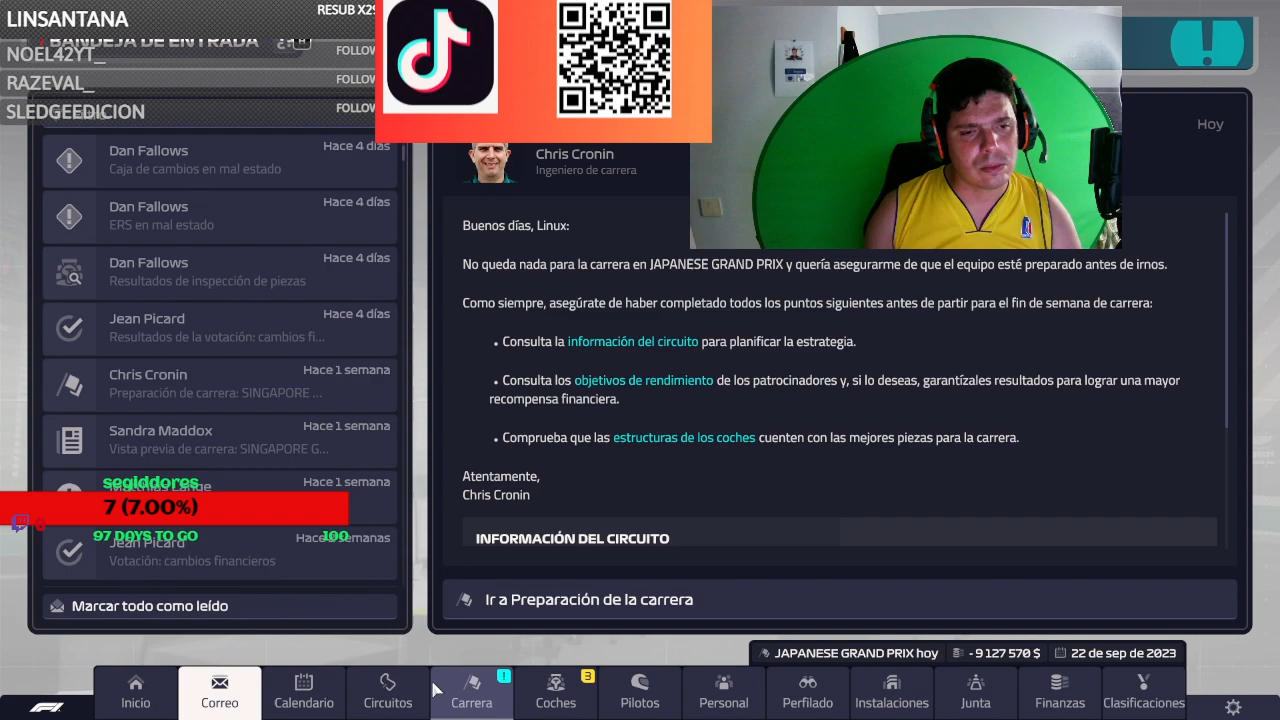 LINSANTANA
RESUB X29
BANDEJA DE ENTRADA
NOEL42YT_
FOLLOW
RAZEVAL_
FOLLOW
SLEDGEEDICION
FOLLOW
Dan Fallows
Hace 4 días
Caja de cambios en mal estado
Dan Fallows
Hace 4 días
ERS en mal estado
Dan Fallows
Hace 4 días
Resultados de inspección de piezas
Jean Picard
Hace 4 días
Resultados de la votación: cambios fi...
Chris Cronin
Hace 1 semana
Preparación de carrera: SINGAPORE ...
Sandra Maddox
Hace 1 semana
Vista previa de carrera: SINGAPORE G...
Hace 1 semana
segiddores
7 (7.00%)
97 DOYS TO GO
100
Jean Picard
Votación: cambios financieros
Marcar todo como leído
Hoy
Chris Cronin
Ingeniero de carrera
Buenos días, Linux:
No queda nada para la carrera en JAPANESE GRAND PRIX y quería asegurarme de que el equipo esté preparado antes de irnos.
Como siempre, asegúrate de haber completado todos los puntos siguientes antes de partir para el fin de semana de carrera:
• Consulta la información del circuito para planificar la estrategia.
• Consulta los objetivos de rendimiento de los patrocinadores y, si lo deseas, garantízales resultados para lograr una mayor
recompensa financiera.
• Comprueba que las estructuras de los coches cuenten con las mejores piezas para la carrera.
Atentamente,
Chris Cronin
INFORMACIÓN DEL CIRCUITO
Ir a Preparación de la carrera
JAPANESE GRAND PRIX hoy
- 9 127 570 $
22 de sep de 2023
Inicio
Correo
Calendario
Circuitos
Carrera
!
Coches
3
Pilotos
Personal
Perfilado
Instalaciones
Junta
Finanzas
Clasificaciones